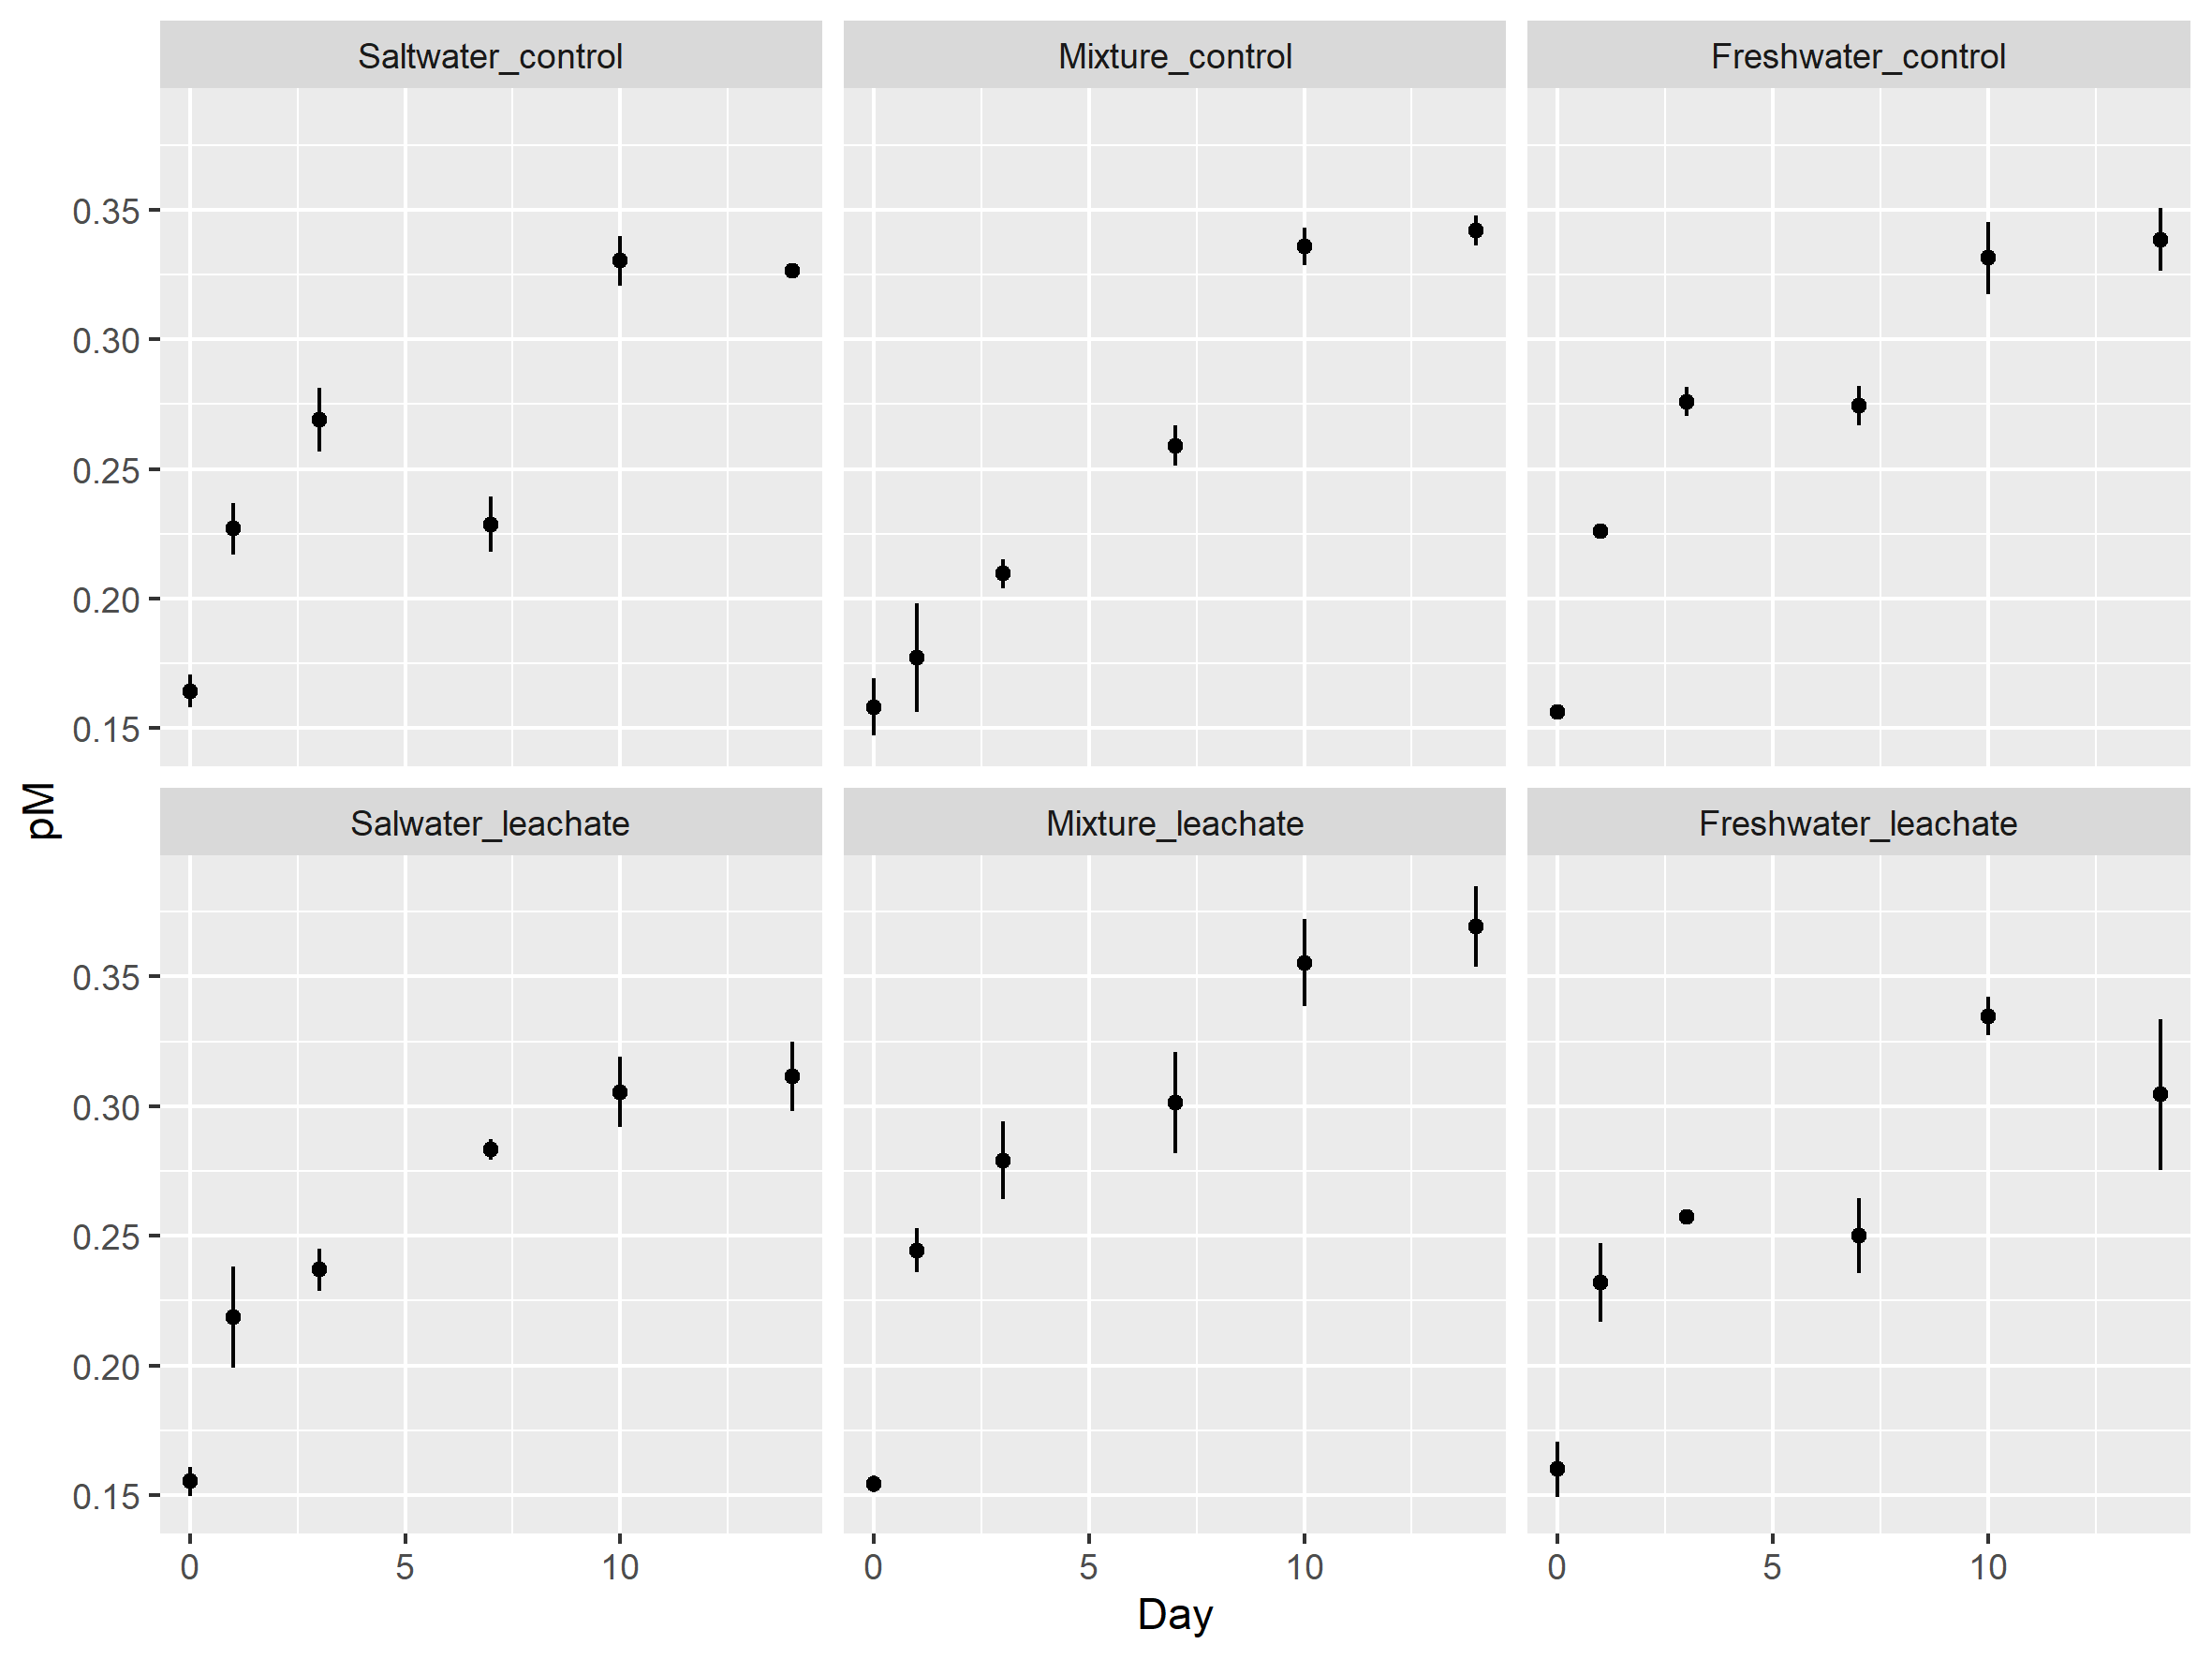 Saltwater_control
Mixture_control
Freshwater_control
0.35
0.30
0.25
0.20
0.15
pM
Salwater_leachate
Mixture_leachate
Freshwater_leachate
0.35
0.30
0.25
0.20
0.15
0 5 10
0 5 10
0 5 10
Day